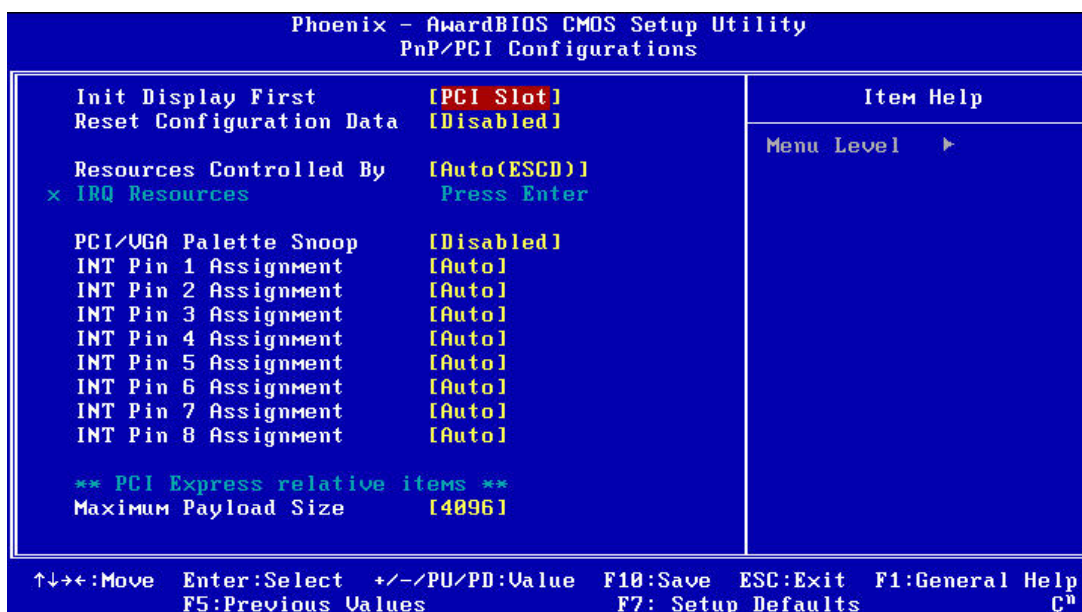 Phoenix - AwardBIOS CMOS Setup Utility
PnP/PCI Configurations
Init Display First [PCI Slot]
Reset Configuration Data [Disabled]
Resources Controlled By [Auto(ESCD)]
x IRQ Resources Press Enter
PCI/VGA Palette Snoop [Disabled]
INT Pin 1 Assignment [Auto]
INT Pin 2 Assignment [Auto]
INT Pin 3 Assignment [Auto]
INT Pin 4 Assignment [Auto]
INT Pin 5 Assignment [Auto]
INT Pin 6 Assignment [Auto]
INT Pin 7 Assignment [Auto]
INT Pin 8 Assignment [Auto]
** PCI Express relative items **
Maximum Payload Size [4096]
Item Help
Menu Level ►
↑↓→←:Move Enter:Select +/-/PU/PD:Value F10:Save ESC:Exit F1:General Help
F5:Previous Values F7: Setup Defaults Cⁿ